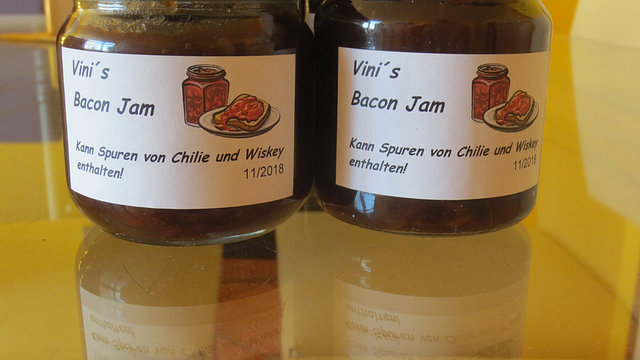 Vini´s
Bacon Jam
Kann Spuren von Chilie und Wiskey
enthalten!
11/2018
Vini´s
Bacon Jam
Kann Spuren von Chilie und Wiskey
enthalten!
11/2018